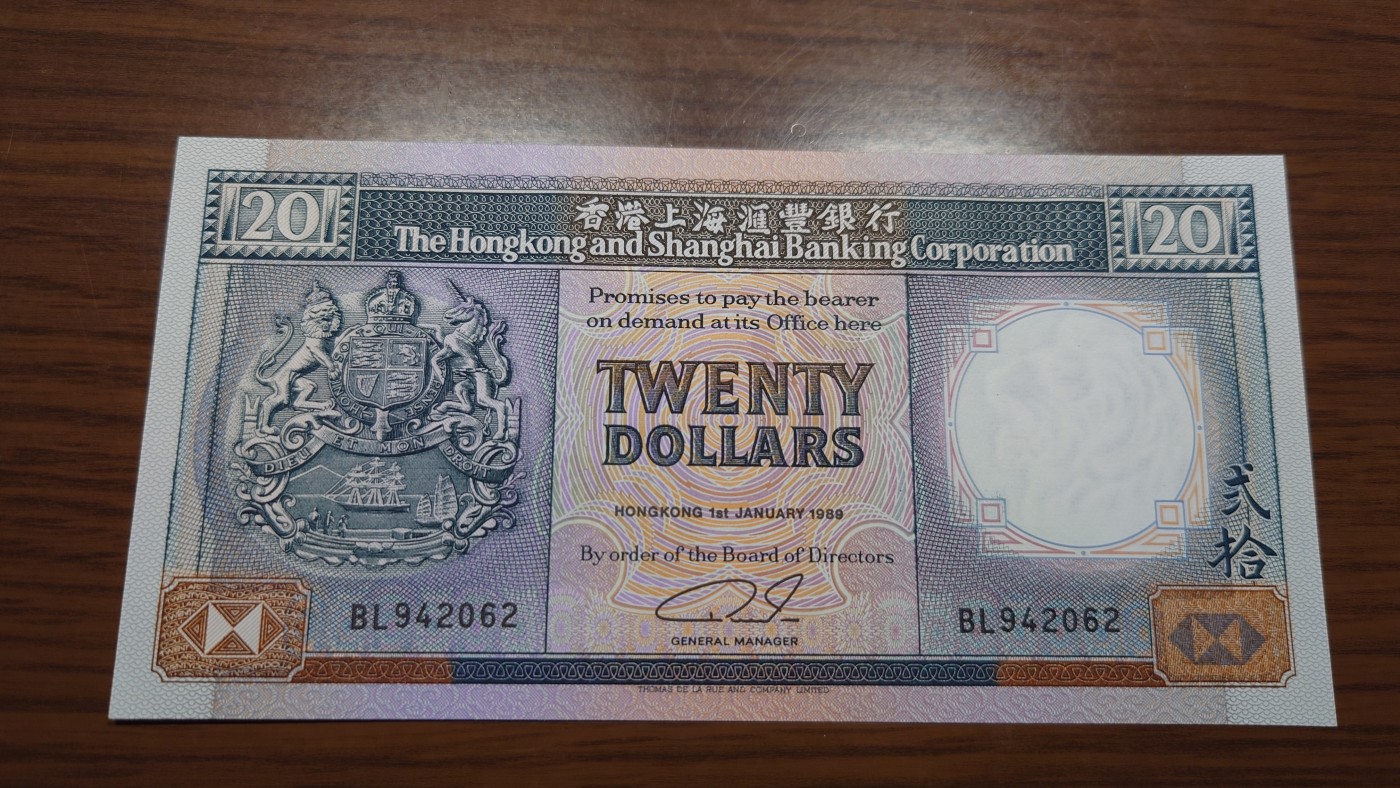 20
香港上海滙豐銀行
20
The Hongkong and Shanghai Banking Corporation
Promises to pay the bearer
on demand at its Office here
TWENTY
DOLLARS
DIEU ET MON DROIT
HONGKONG 1st JANUARY 1989
By order of the Board of Directors
弍拾
BL942062
BL942062
GENERAL MANAGER
THOMAS DE LA RUE AND COMPANY LIMITED